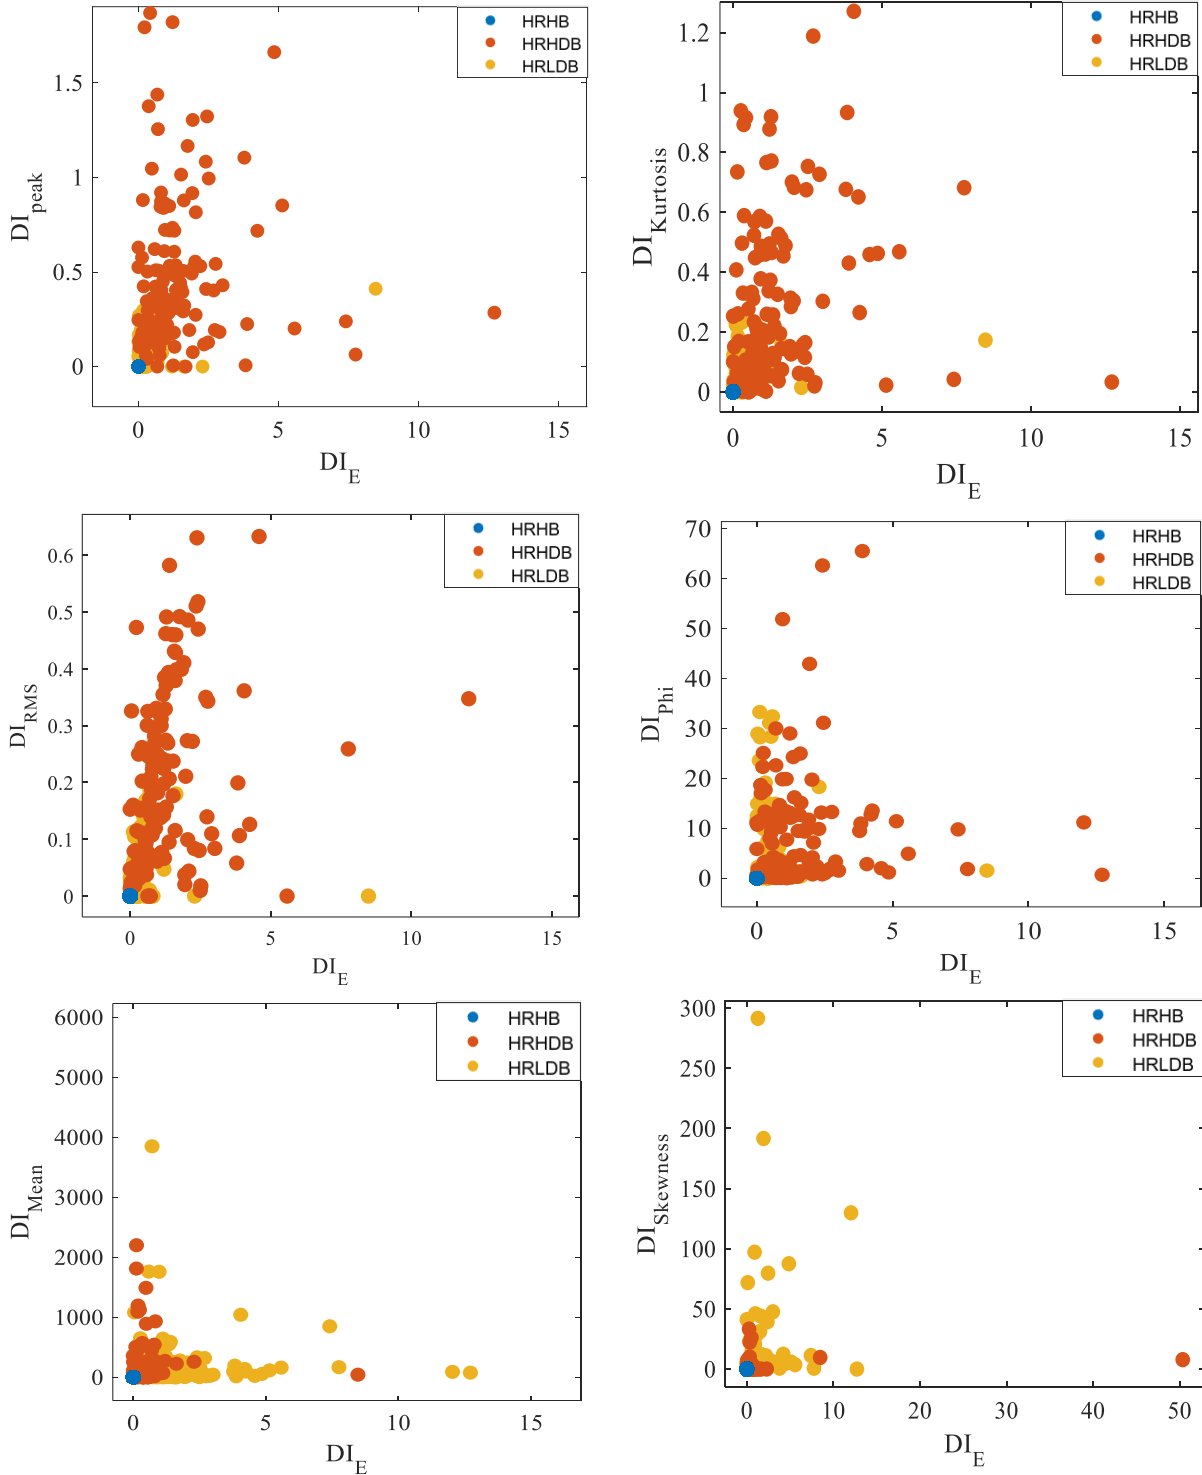 HRHB
HRHDB
HRLDB
1.5
1
0.5
0
DI_peak
0 5 10 15
DI_E
HRHB
HRHDB
HRLDB
1.2
1
0.8
0.6
0.4
0.2
0
DI_Kurtosis
0 5 10 15
DI_E
HRHB
HRHDB
HRLDB
0.6
0.5
0.4
0.3
0.2
0.1
0
DI_RMS
0 5 10 15
DI_E
HRHB
HRHDB
HRLDB
70
60
50
40
30
20
10
0
DI_Phi
0 5 10 15
DI_E
HRHB
HRHDB
HRLDB
6000
5000
4000
3000
2000
1000
0
DI_Mean
0 5 10 15
DI_E
HRHB
HRHDB
HRLDB
300
250
200
150
100
50
0
DI_Skewness
0 10 20 30 40 50
DI_E